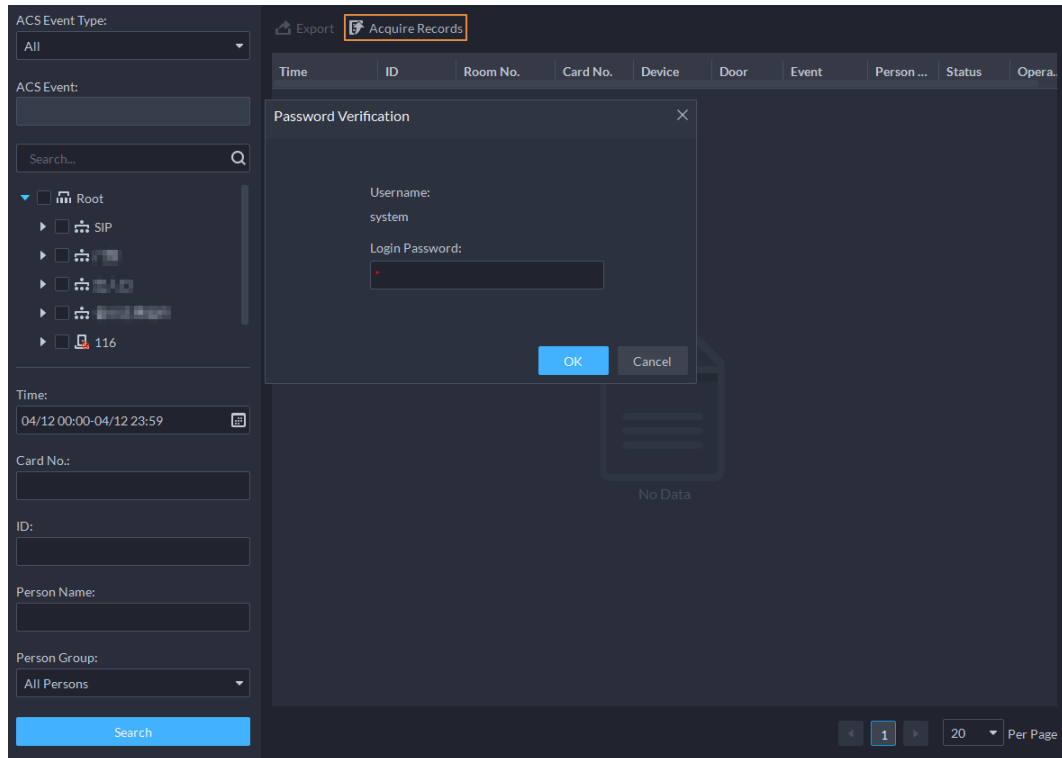 ACS Event Type:
All
ACS Event:
Search...
Root
SIP
116
Time:
04/12 00:00-04/12 23:59
Card No.:
ID:
Person Name:
Person Group:
All Persons
Search
Export
Acquire Records
Time ID Room No. Card No. Device Door Event Person ... Status Opera..
Password Verification
Username:
system
Login Password:
*
OK Cancel
No Data
1 20 Per Page